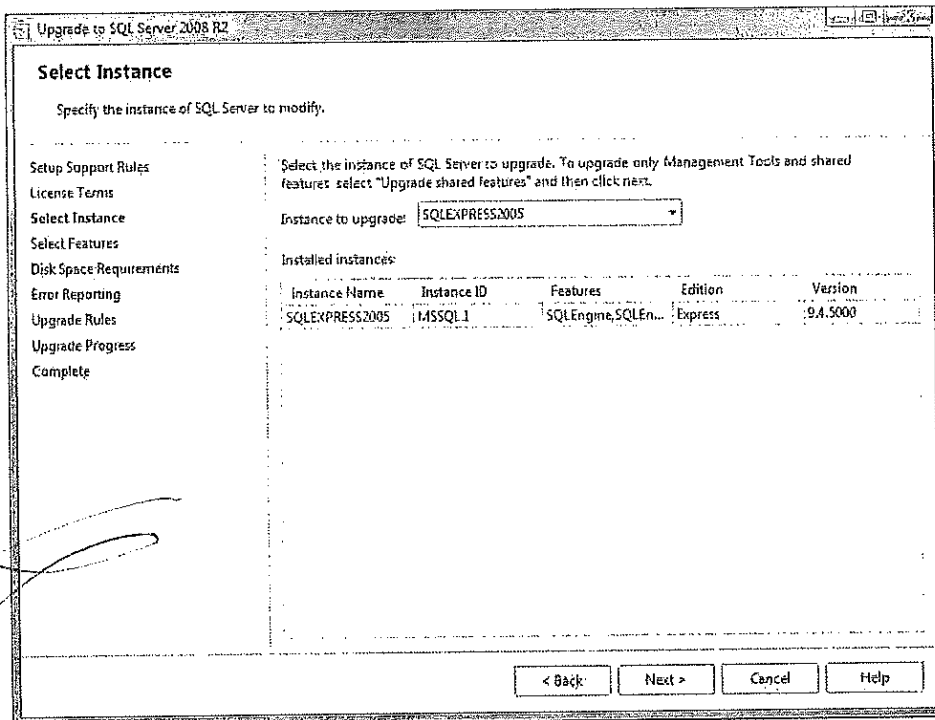 Upgrade to SQL Server 2008 R2
Select Instance
Specify the instance of SQL Server to modify.
Setup Support Rules
License Terms
Select Instance
Select Features
Disk Space Requirements
Error Reporting
Upgrade Rules
Upgrade Progress
Complete
Select the instance of SQL Server to upgrade. To upgrade only Management Tools and shared
features select "Upgrade shared features" and then click next.
Instance to upgrade: SQLEXPRESS2005
Installed instances:
Instance Name Instance ID Features Edition Version
SQLEXPRESS2005 MSSQL.1 SQLEngine,SQLEn... Express 9.4.5000
< Back Next > Cancel Help